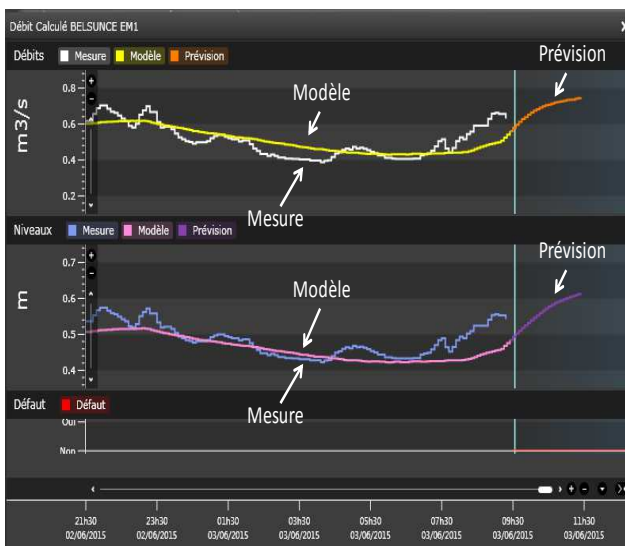 Débit Calculé BELSUNCE EM1
Débits Mesure Modèle Prévision
Prévision
0.8
Modèle
m3/s
0.6
0.4
0.2
Mesure
Niveaux Mesure Modèle Prévision
Prévision
0.7
Modèle
m
0.6
0.5
0.4
Mesure
Défaut Défaut
Oui
Non
21h30 23h30 01h30 03h30 05h30 07h30 09h30 11h30
02/06/2015 02/06/2015 03/06/2015 03/06/2015 03/06/2015 03/06/2015 03/06/2015 03/06/2015